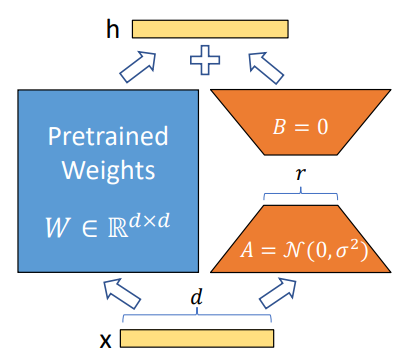 h
Pretrained
Weights
W ∈ ℝ^{d×d}
B = 0
r
A = 𝒩(0, σ²)
d
x